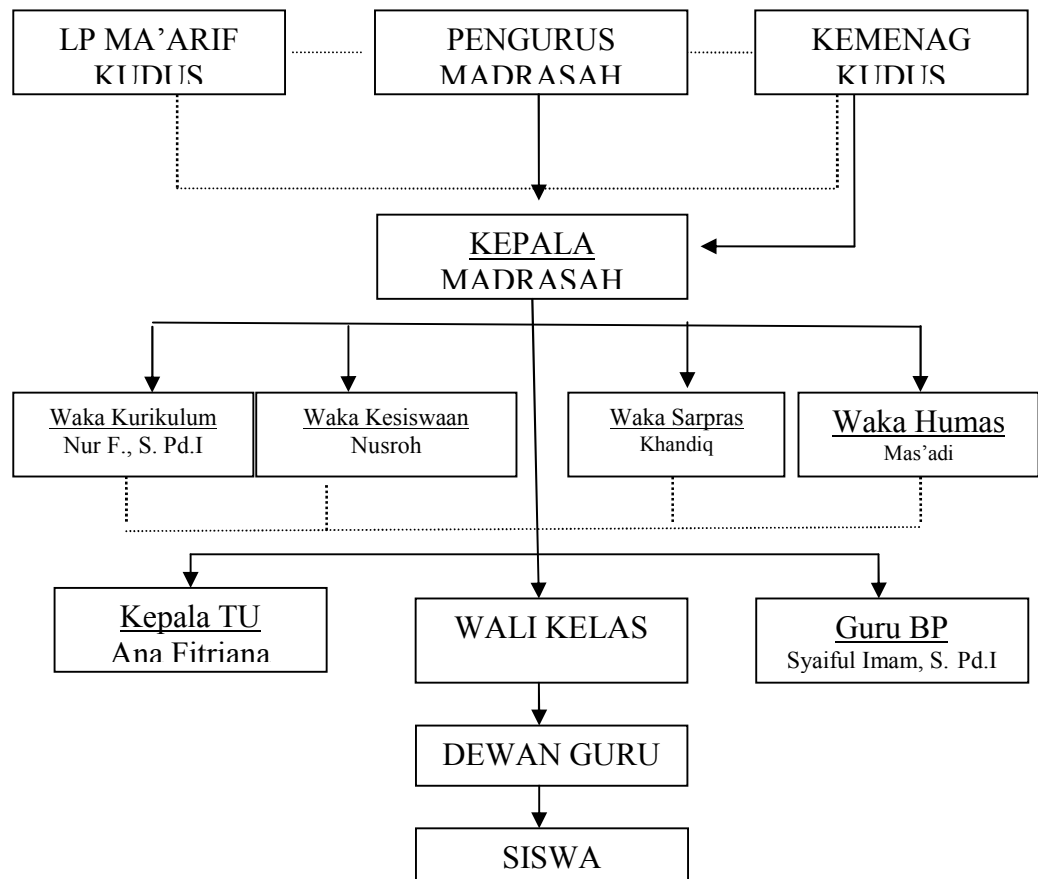 LP MA’ARIF
KUDUS
PENGURUS
MADRASAH
KEMENAG
KUDUS
KEPALA
MADRASAH
Waka Kurikulum
Nur F., S. Pd.I
Waka Kesiswaan
Nusroh
Waka Sarpras
Khandiq
Waka Humas
Mas’adi
Kepala TU
Ana Fitriana
WALI KELAS
Guru BP
Syaiful Imam, S. Pd.I
DEWAN GURU
SISWA